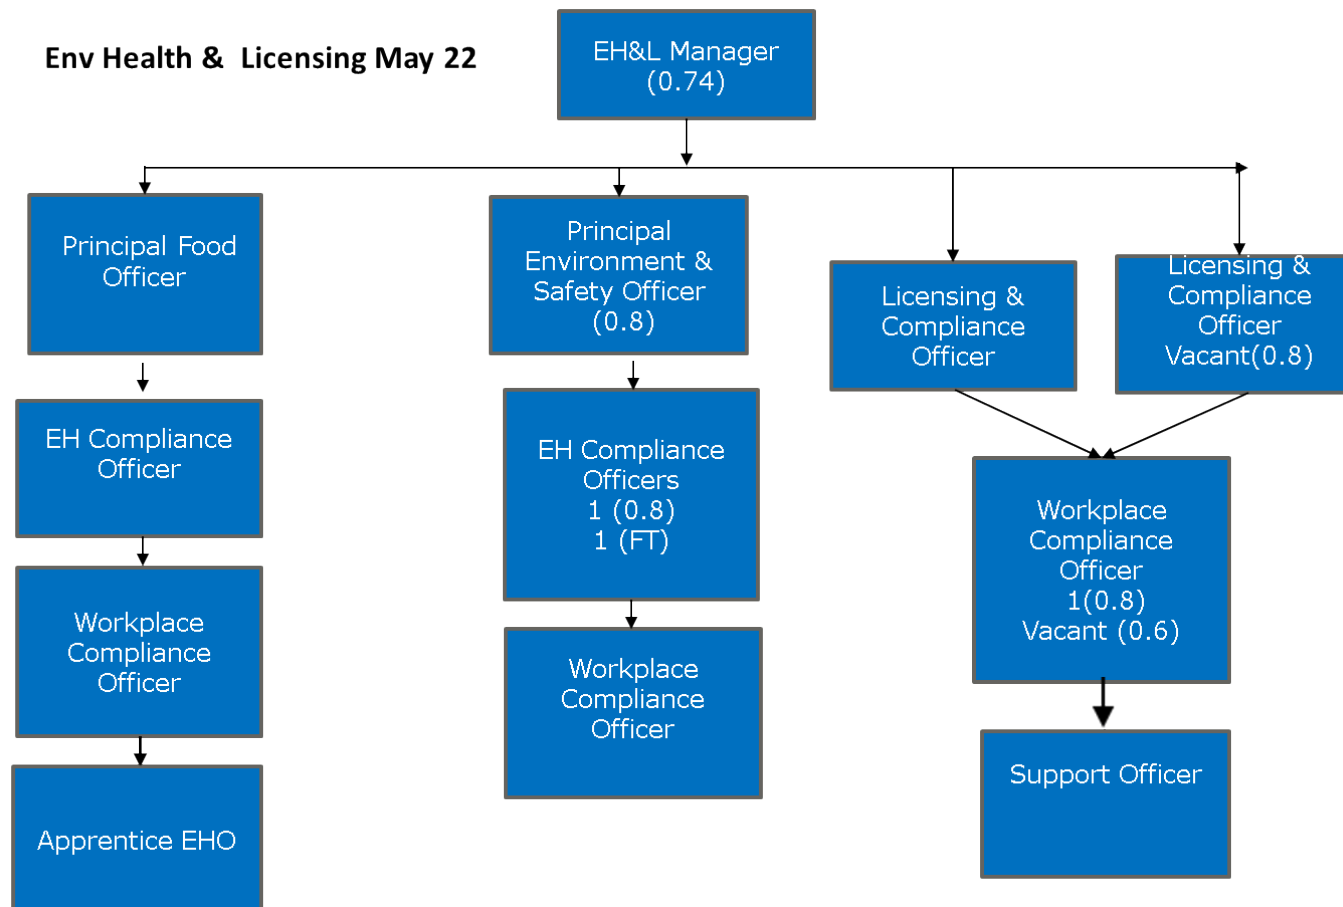 Env Health & Licensing May 22
EH&L Manager
(0.74)
Principal Food
Officer
Principal
Environment &
Safety Officer
(0.8)
Licensing &
Compliance
Officer
Licensing &
Compliance
Officer
Vacant(0.8)
EH Compliance
Officer
EH Compliance
Officers
1 (0.8)
1 (FT)
Workplace
Compliance
Officer
1(0.8)
Vacant (0.6)
Workplace
Compliance
Officer
Workplace
Compliance
Officer
Support Officer
Apprentice EHO